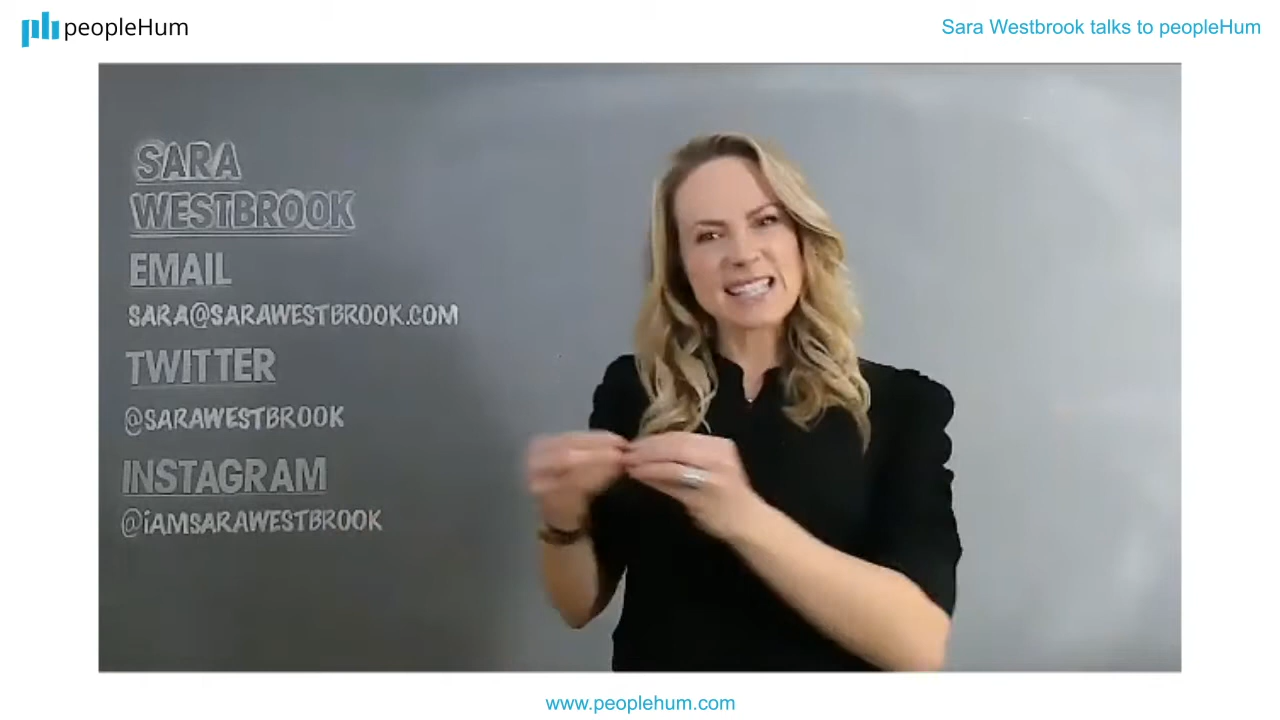 peopleHum
Sara Westbrook talks to peopleHum
SARA
WESTBROOK
EMAIL
SARA@SARAWESTBROOK.COM
TWITTER
@SARAWESTBROOK
INSTAGRAM
@iAMSARAWESTBROOK
www.peoplehum.com